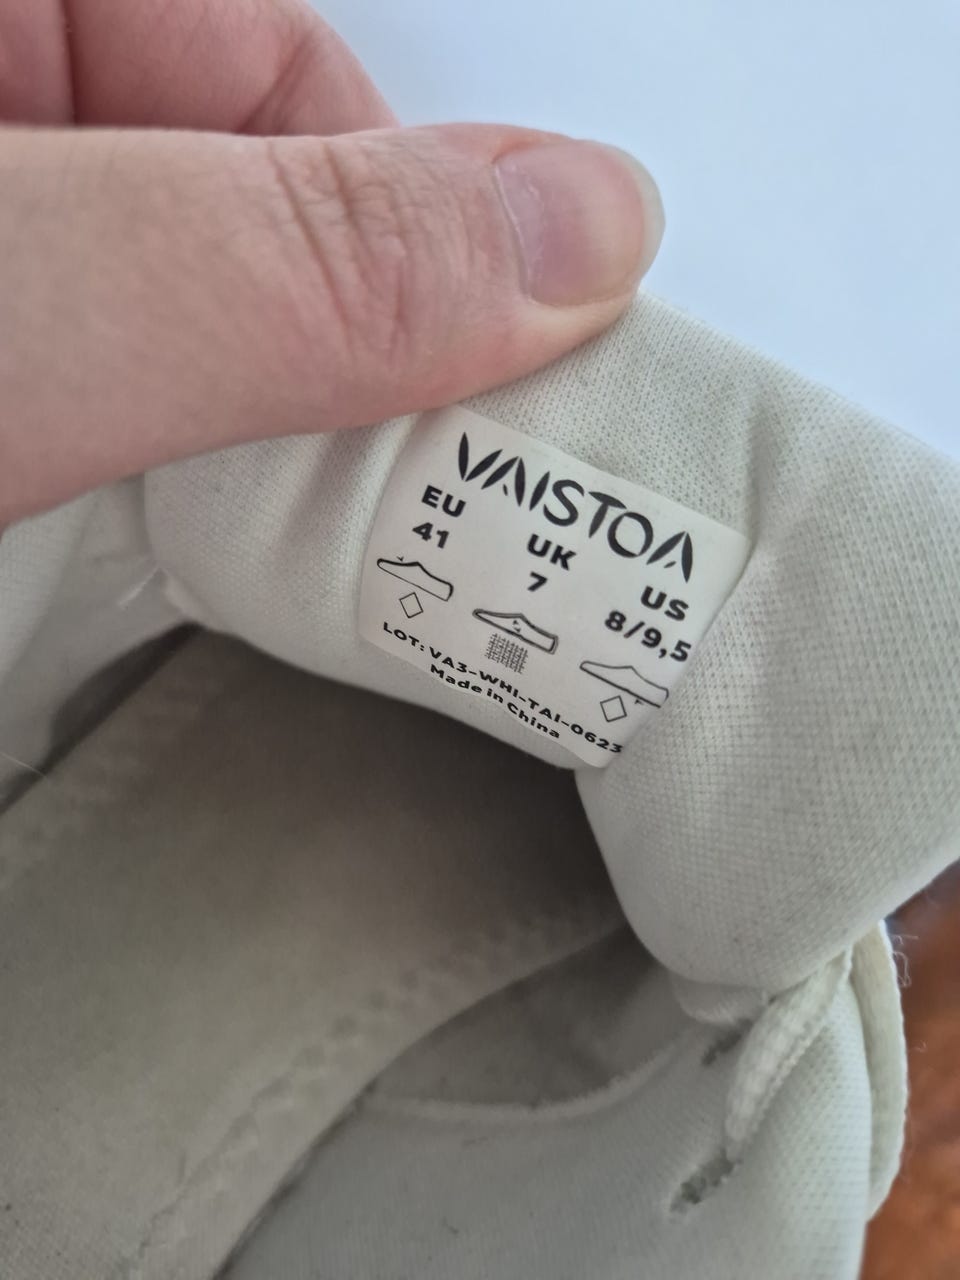 VAISTOA
EU UK US
41 7 8/9,5
LOT: VA3-WHI-TAI-0623
Made in China